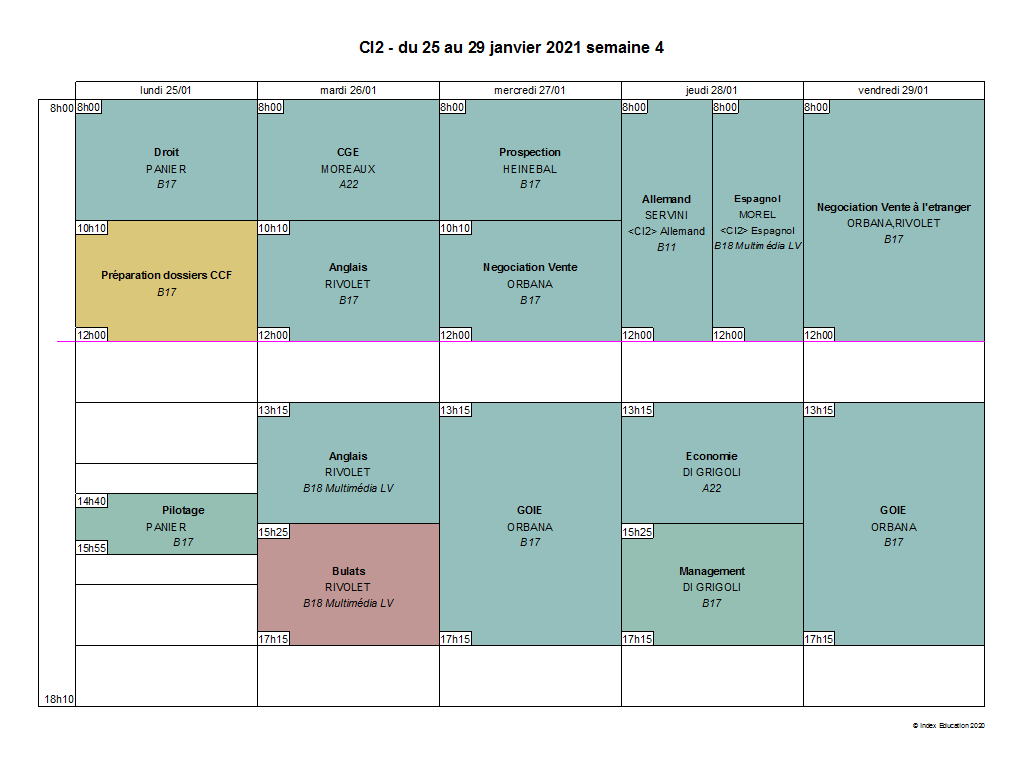 CI2 - du 25 au 29 janvier 2021 semaine 4
lundi 25/01
mardi 26/01
mercredi 27/01
jeudi 28/01
vendredi 29/01
8h00
18h10
8h00
Droit
PANIER
B17
10h10
Préparation dossiers CCF
B17
12h00
14h40
Pilotage
PANIER
B17
15h55
8h00
CGE
MOREAUX
A22
10h10
Anglais
RIVOLET
B17
12h00
13h15
Anglais
RIVOLET
B18 Multimédia LV
15h25
Bulats
RIVOLET
B18 Multimédia LV
17h15
8h00
Prospection
HEINEBAL
B17
10h10
Negociation Vente
ORBANA
B17
12h00
13h15
GOIE
ORBANA
B17
17h15
8h00
Allemand
SERVINI
<CI2> Allemand
B11
12h00
8h00
Espagnol
MOREL
<CI2> Espagnol
B18 Multimédia LV
12h00
13h15
Economie
DI GRIGOLI
A22
15h25
Management
DI GRIGOLI
B17
17h15
8h00
Negociation Vente à l'etranger
ORBANA,RIVOLET
B17
12h00
13h15
GOIE
ORBANA
B17
17h15
© Index Education 2020